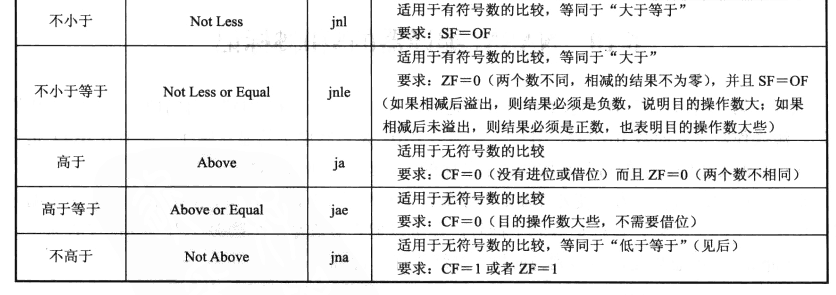 不小于 Not Less jnl 适用于有符号数的比较，等同于“大于等于”
要求：SF＝OF
不小于等于 Not Less or Equal jnle 适用于有符号数的比较，等同于“大于”
要求：ZF＝0（两个数不同，相减的结果不为零），并且 SF＝OF
（如果相减后溢出，则结果必须是负数，说明目的操作数大；如果
相减后未溢出，则结果必须是正数，也表明目的操作数大些）
高于 Above ja 适用于无符号数的比较
要求：CF＝0（没有进位或借位）而且 ZF＝0（两个数不相同）
高于等于 Above or Equal jae 适用于无符号数的比较
要求：CF＝0（目的操作数大些，不需要借位）
不高于 Not Above jna 适用于无符号数的比较，等同于“低于等于”（见后）
要求：CF＝1 或者 ZF＝1